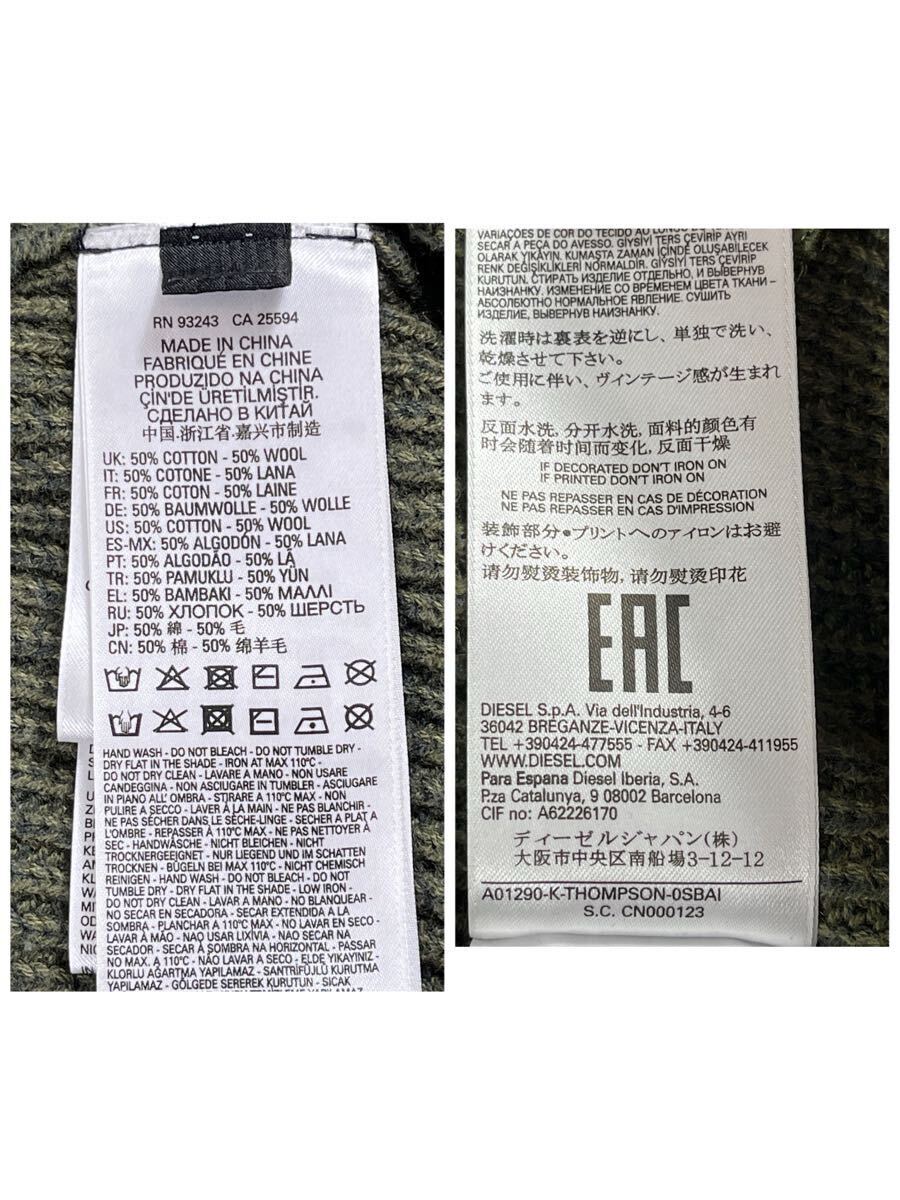 RN 93243 CA 25594
MADE IN CHINA
FABRIQUÉ EN CHINE
PRODUZIDO NA CHINA
ÇİN'DE ÜRETİLMİŞTİR.
СДЕЛАНО В КИТАЙ
中国.浙江省.嘉兴市制造
UK: 50% COTTON - 50% WOOL
IT: 50% COTONE - 50% LANA
FR: 50% COTON - 50% LAINE
DE: 50% BAUMWOLLE - 50% WOLLE
US: 50% COTTON - 50% WOOL
ES-MX: 50% ALGODÓN - 50% LANA
PT: 50% ALGODÃO - 50% LÃ
TR: 50% PAMUKLU - 50% YÜN
EL: 50% ΒΑΜΒΑΚΙ - 50% ΜΑΛΛΙ
RU: 50% ХЛОПОК - 50% ШЕРСТЬ
JP: 50% 綿 - 50% 毛
CN: 50% 棉 - 50% 绵羊毛
HAND WASH - DO NOT BLEACH - DO NOT TUMBLE DRY -
DRY FLAT IN THE SHADE - IRON AT MAX 110°C -
DO NOT DRY CLEAN - LAVARE A MANO - NON USARE
CANDEGGINA - NON ASCIUGARE IN TUMBLER - ASCIUGARE
IN PIANO ALL' OMBRA - STIRARE A 110°C MAX - NON
PULIRE A SECCO - LAVER A LA MAIN - NE PAS BLANCHIR -
NE PAS SÉCHER DANS LE SÈCHE-LINGE - SECHER A PLAT A
L'OMBRE - REPASSER À 110°C MAX - NE PAS NETTOYER À
SEC - HANDWÄSCHE - NICHT BLEICHEN - NICHT
TROCKNERGEEIGNET - NUR LIEGEND UND IM SCHATTEN
TROCKNEN - BÜGELN BEI MAX 110°C - NICHT CHEMISCH
REINIGEN - HAND WASH - DO NOT BLEACH - DO NOT
TUMBLE DRY - DRY FLAT IN THE SHADE - LOW IRON -
DO NOT DRY CLEAN - LAVAR A MANO - NO BLANQUEAR -
NO SECAR EN SECADORA - SECAR EXTENDIDA A LA
SOMBRA - PLANCHAR A 110°C MAX - NO LAVAR EN SECO -
LAVAR À MÃO - NAO USAR LIXÍVIA - NÃO SECAR NA
SECADOR - SECAR À SOMBRA NA HORIZONTAL - PASSAR
NO MAX. A 110°C - NÃO LAVAR A SECO - ELDE YIKAYINIZ -
KLORLU AĞARTMA YAPILAMAZ - SANTRİFÜJLÜ KURUTMA
YAPILAMAZ - GÖLGEDE SEREREK KURUTUN - SICAK
VARIAÇÕES DE COR DO TECIDO AO
SECAR A PEÇA DO AVESSO. GİYSİYİ TERS ÇEVİRİP AYRI
OLARAK YIKAYIN. KUMAŞTA ZAMAN İÇİNDE OLUŞABİLECEK
RENK DEĞİŞİKLİKLERİ NORMALDIR. GİYSİYİ TERS ÇEVİRİP
KURUTUN. СТИРАТЬ ИЗДЕЛИЕ ОТДЕЛЬНО, И ВЫВЕРНУВ
НАИЗНАНКУ. ИЗМЕНЕНИЕ СО ВРЕМЕНЕМ ЦВЕТА ТКАНИ –
АБСОЛЮТНО НОРМАЛЬНОЕ ЯВЛЕНИЕ. СУШИТЬ
ИЗДЕЛИЕ, ВЫВЕРНУВ НАИЗНАНКУ.
洗濯時は裏表を逆にし、単独で洗い、
乾燥させて下さい。
ご使用に伴い、ヴィンテージ感が生まれ
ます。
反面水洗, 分开水洗, 面料的颜色有
时会随着时间而变化, 反面干燥
IF DECORATED DON'T IRON ON
IF PRINTED DON'T IRON ON
NE PAS REPASSER EN CAS DE DÉCORATION
NE PAS REPASSER EN CAS D'IMPRESSION
装飾部分•プリントへのアイロンはお避
けください。
请勿熨烫装饰物, 请勿熨烫印花
EAC
DIESEL S.p.A. Via dell'Industria, 4-6
36042 BREGANZE-VICENZA-ITALY
TEL +390424-477555 - FAX +390424-411955
WWW.DIESEL.COM
Para Espana Diesel Iberia, S.A.
P.za Catalunya, 9 08002 Barcelona
CIF no: A62226170
ディーゼルジャパン(株)
大阪市中央区南船場3-12-12
A01290-K-THOMPSON-0SBAI
S.C. CN000123